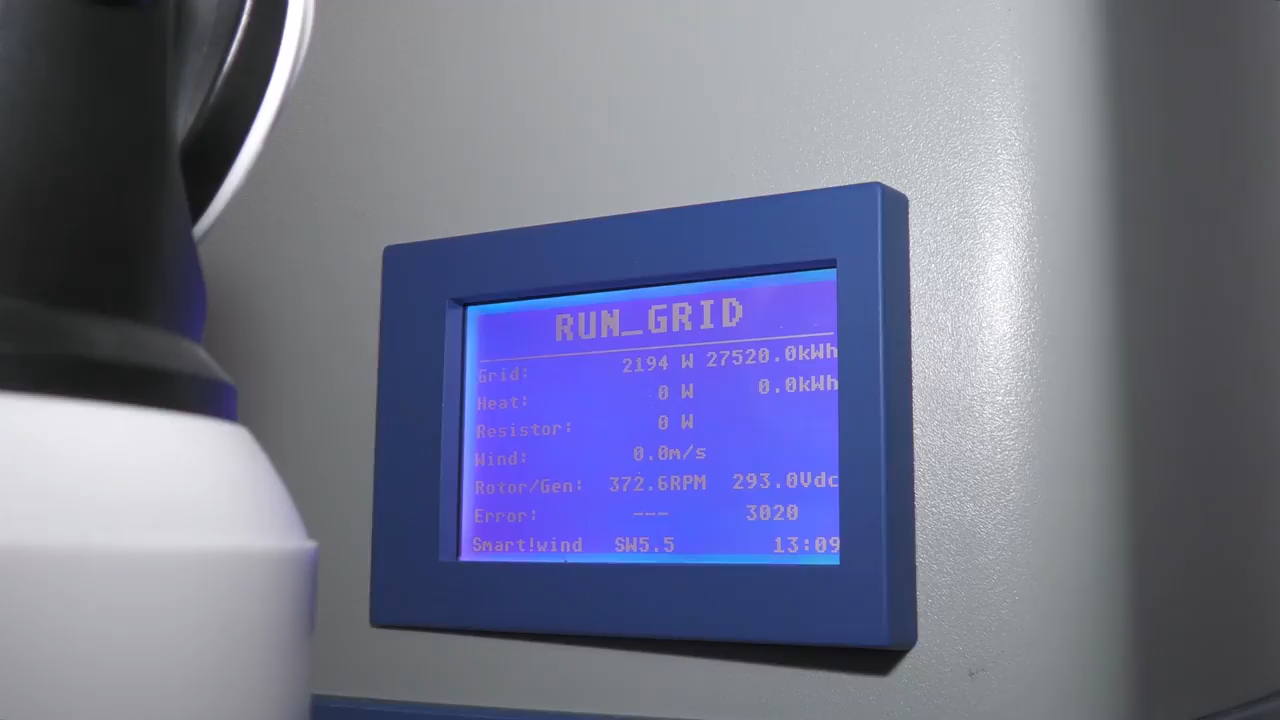 RUN_GRID
Grid: 2194 W 27520.0kWh
Heat: 0 W 0.0kWh
Resistor: 0 W
Wind: 0.0m/s
Rotor/Gen: 372.6RPM 293.0Vdc
Error: --- 3020
Smart!wind SW5.5 13:09